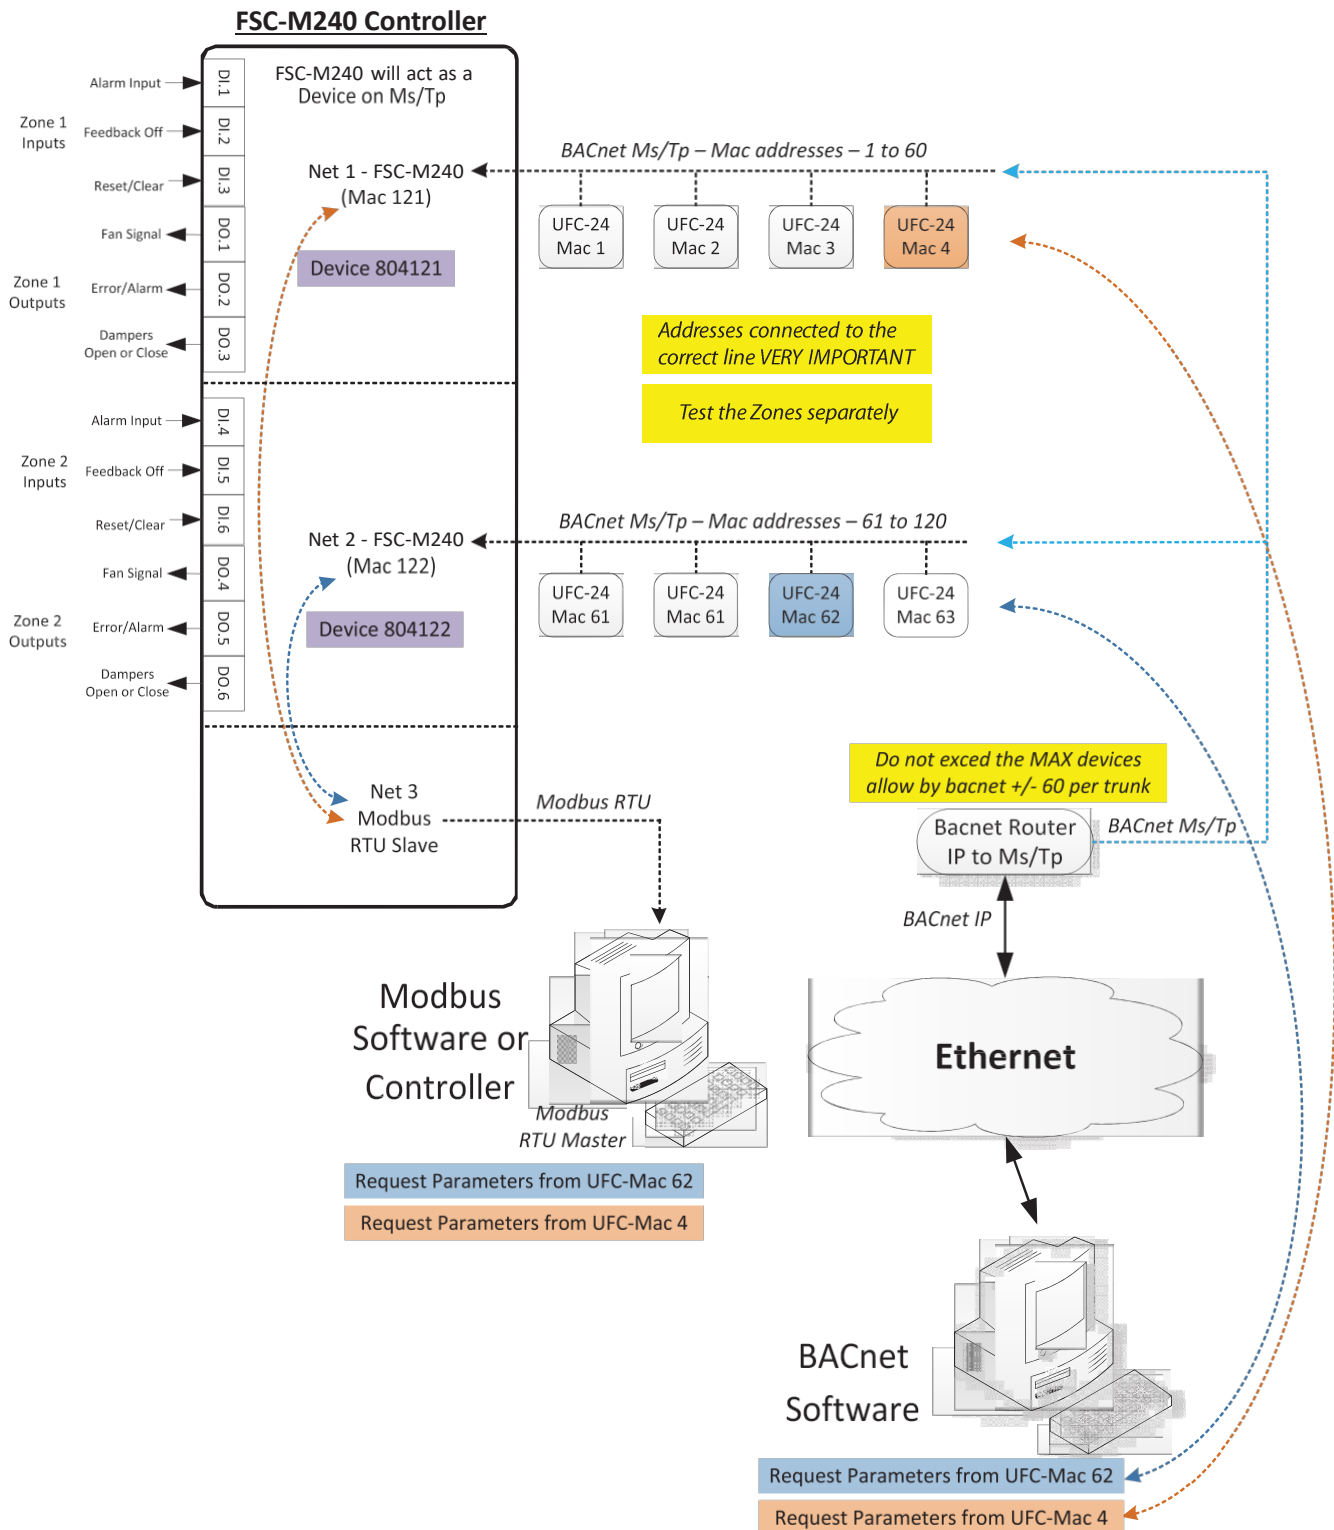 FSC-M240 Controller
FSC-M240 will act as a
Device on Ms/Tp
Zone 1
Inputs
Alarm Input
DI.1
Feedback Off
DI.2
Reset/Clear
DI.3
Zone 1
Outputs
Fan Signal
DO.1
Error/Alarm
DO.2
Dampers
Open or Close
DO.3
Net 1 - FSC-M240
(Mac 121)
Device 804121
BACnet Ms/Tp – Mac addresses – 1 to 60
UFC-24
Mac 1
UFC-24
Mac 2
UFC-24
Mac 3
UFC-24
Mac 4
Addresses connected to the
correct line VERY IMPORTANT
Test the Zones separately
Zone 2
Inputs
Alarm Input
DI.4
Feedback Off
DI.5
Reset/Clear
DI.6
Zone 2
Outputs
Fan Signal
DO.4
Error/Alarm
DO.5
Dampers
Open or Close
DO.6
Net 2 - FSC-M240
(Mac 122)
Device 804122
BACnet Ms/Tp – Mac addresses – 61 to 120
UFC-24
Mac 61
UFC-24
Mac 61
UFC-24
Mac 62
UFC-24
Mac 63
Net 3
Modbus
RTU Slave
Modbus RTU
Do not exced the MAX devices
allow by bacnet +/- 60 per trunk
Bacnet Router
IP to Ms/Tp
BACnet Ms/Tp
BACnet IP
Ethernet
Modbus
Software or
Controller
Modbus
RTU Master
Request Parameters from UFC-Mac 62
Request Parameters from UFC-Mac 4
BACnet
Software
Request Parameters from UFC-Mac 62
Request Parameters from UFC-Mac 4